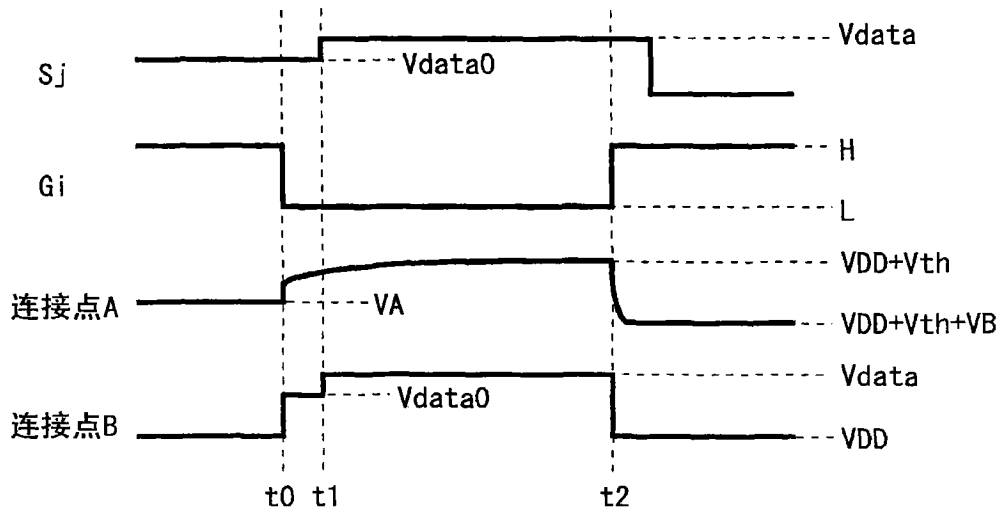 Sj
Vdata0
Vdata
Gi
H
L
连接点A
VA
VDD+Vth
VDD+Vth+VB
连接点B
Vdata0
Vdata
VDD
t0 t1 t2